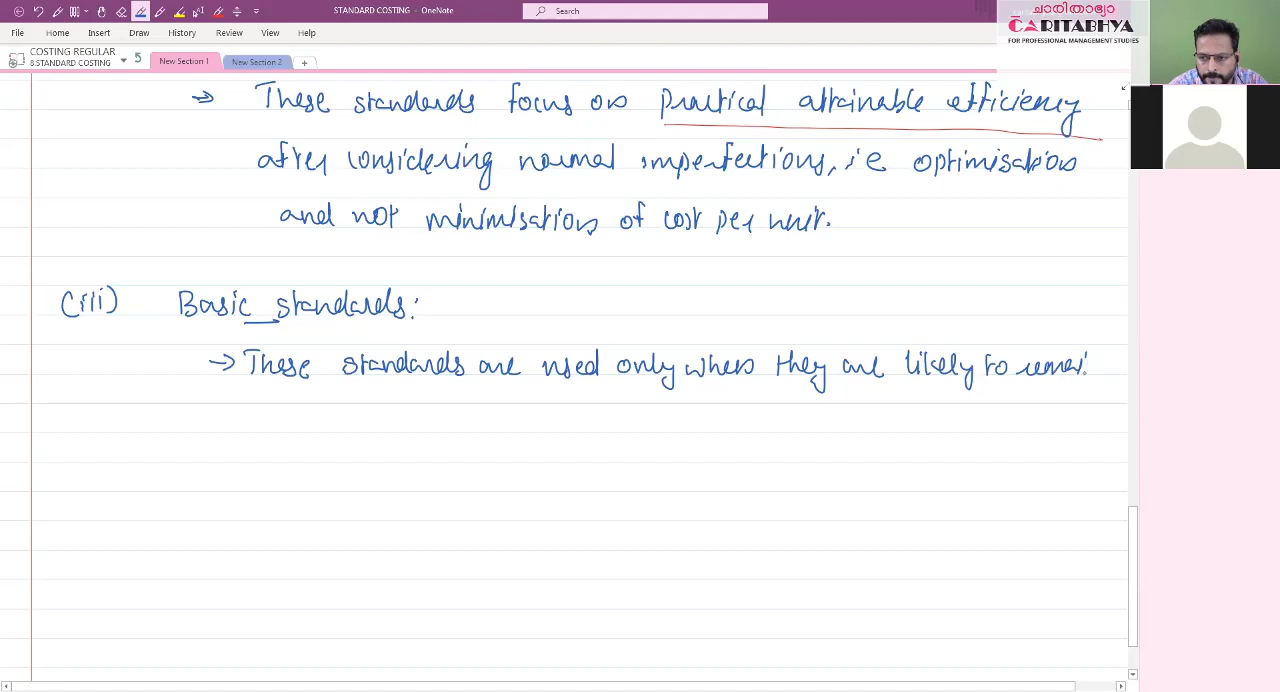 STANDARD COSTING - OneNote
Search
File Home Insert Draw History Review View Help
ചാരിതാഭ്യാ
CARITABHYA
FOR PROFESSIONAL MANAGEMENT STUDIES
COSTING REGULAR
8.STANDARD COSTING
New Section 1
New Section 2
+
→ These standards focus on practical attainable efficiency
after considering normal imperfections, i.e optimisation
and not minimisation of cost per unit.
(iii) Basic standards:
→ These standards are used only when they are likely to